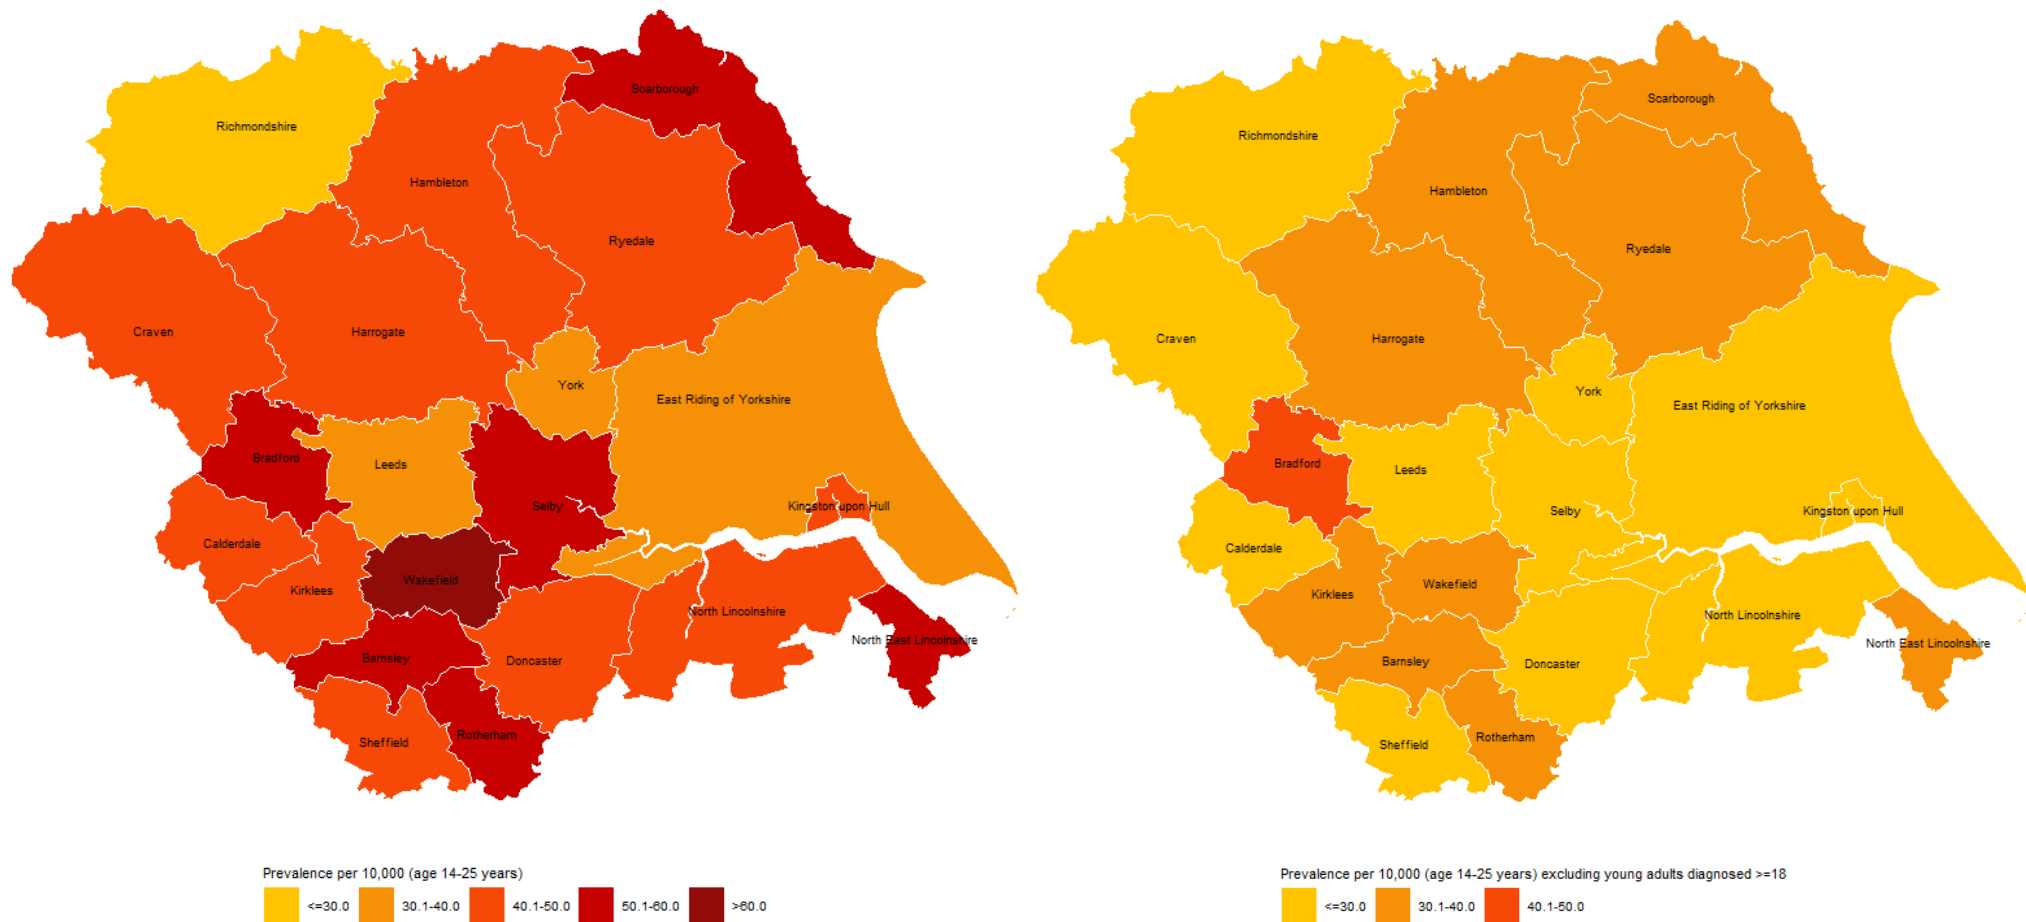 Scarborough
Richmondshire
Hambleton
Ryedale
Craven
Harrogate
York
East Riding of Yorkshire
Bradford
Leeds
Selby
Kingston upon Hull
Calderdale
Wakefield
Kirklees
North Lincolnshire
North East Lincolnshire
Barnsley
Doncaster
Rotherham
Sheffield
Prevalence per 10,000 (age 14-25 years)
<=30.0
30.1-40.0
40.1-50.0
50.1-60.0
>60.0
Scarborough
Richmondshire
Hambleton
Ryedale
Craven
Harrogate
York
East Riding of Yorkshire
Bradford
Leeds
Selby
Kingston upon Hull
Calderdale
Wakefield
Kirklees
North Lincolnshire
North East Lincolnshire
Barnsley
Doncaster
Rotherham
Sheffield
Prevalence per 10,000 (age 14-25 years) excluding young adults diagnosed >=18
<=30.0
30.1-40.0
40.1-50.0